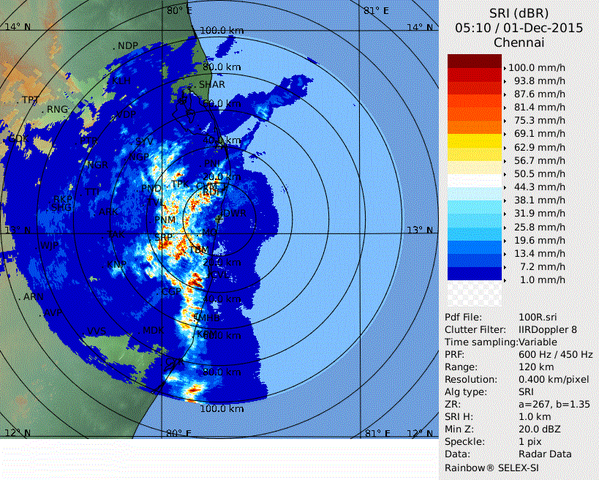 SRI (dBR)
05:10 / 01-Dec-2015
Chennai
100.0 mm/h
93.8 mm/h
87.6 mm/h
81.4 mm/h
75.3 mm/h
69.1 mm/h
62.9 mm/h
56.7 mm/h
50.5 mm/h
44.3 mm/h
38.1 mm/h
31.9 mm/h
25.8 mm/h
19.6 mm/h
13.4 mm/h
7.2 mm/h
1.0 mm/h
Pdf File: 100R.sri
Clutter Filter: IIRDoppler 8
Time sampling:Variable
PRF: 600 Hz / 450 Hz
Range: 120 km
Resolution: 0.400 km/pixel
Alg type: SRI
ZR: a=267, b=1.35
SRI H: 1.0 km
Min Z: 20.0 dBZ
Speckle: 1 pix
Data: Radar Data
Rainbow® SELEX-SI
80°E
81°E
14°N
14°N
100.0 km
NDP
80.0 km
SHAR
TPT
RNG
PND
DWR
PNM
SRP
13°N
13°N
KNP
ARN
40.0 km
MDK
VVS
80.0 km
100.0 km
12°N
80°E
81°E
12°N